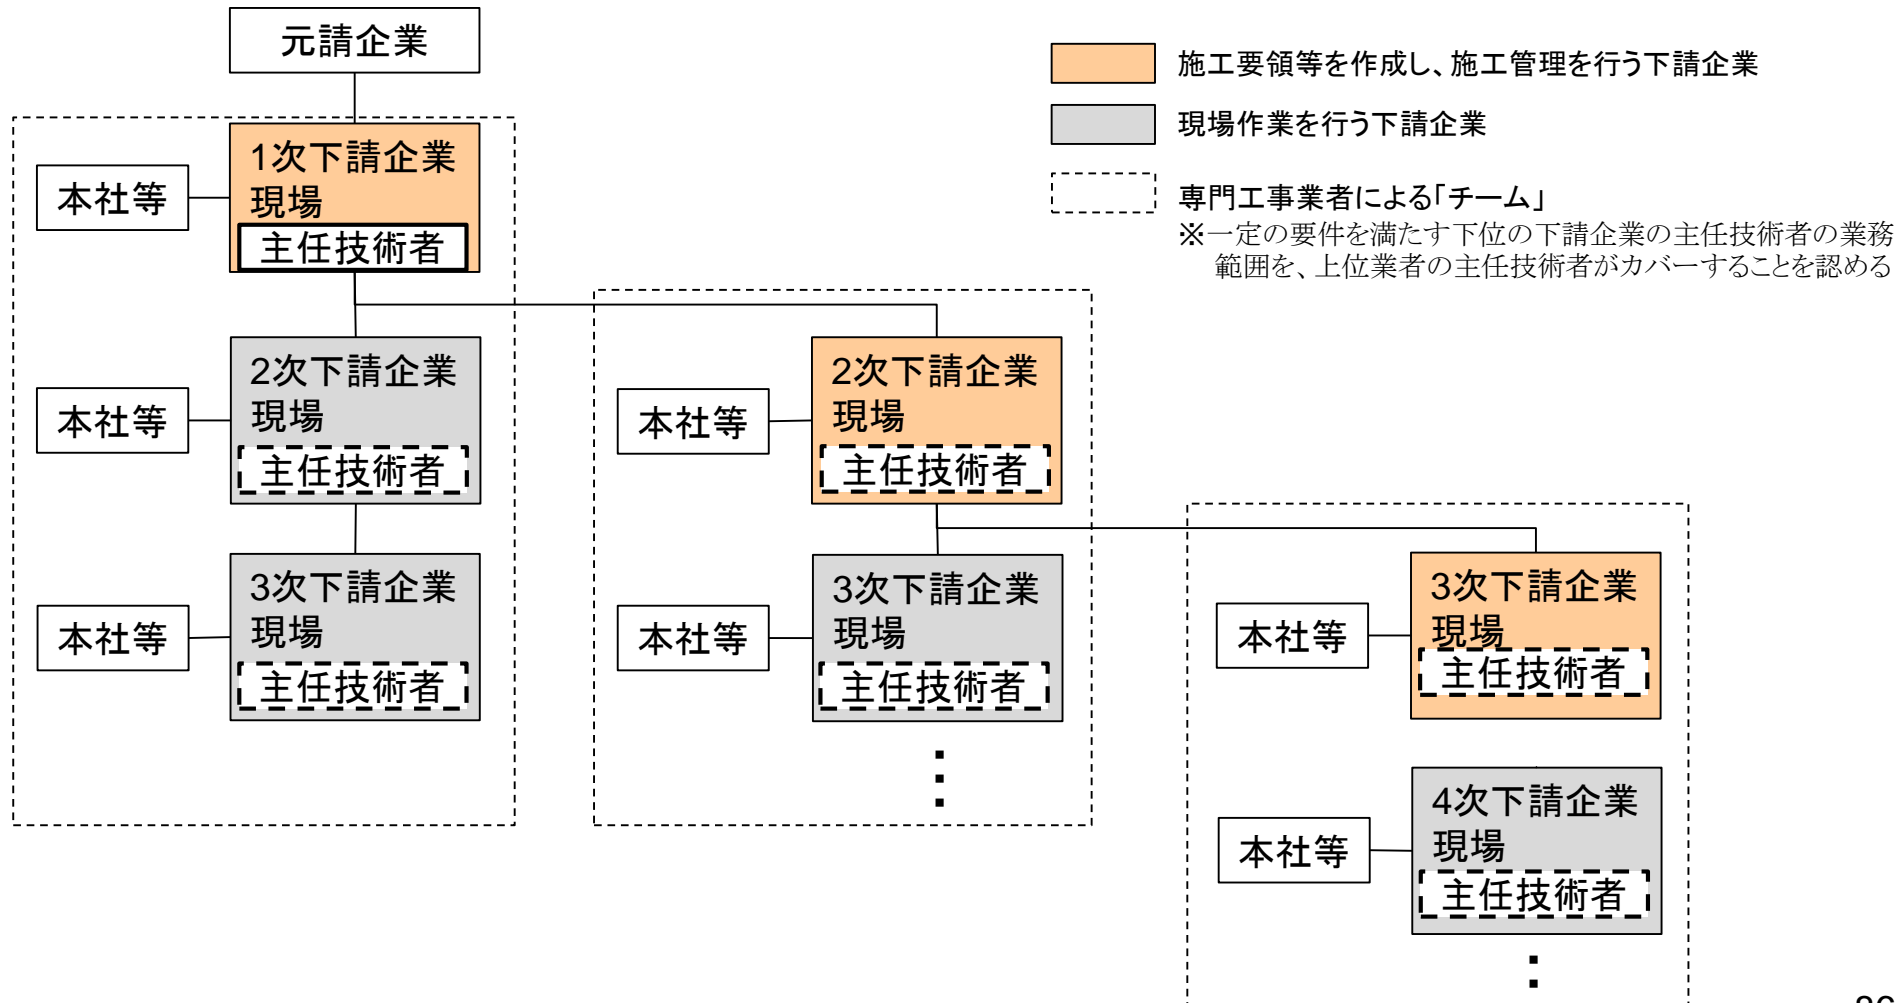 元請企業
施工要領等を作成し、施工管理を行う下請企業
現場作業を行う下請企業
専門工事業者による「チーム」
※一定の要件を満たす下位の下請企業の主任技術者の業務
範囲を、上位業者の主任技術者がカバーすることを認める
本社等
1次下請企業
現場
主任技術者
本社等
2次下請企業
現場
主任技術者
本社等
2次下請企業
現場
主任技術者
本社等
3次下請企業
現場
主任技術者
本社等
3次下請企業
現場
主任技術者
本社等
3次下請企業
現場
主任技術者
本社等
4次下請企業
現場
主任技術者